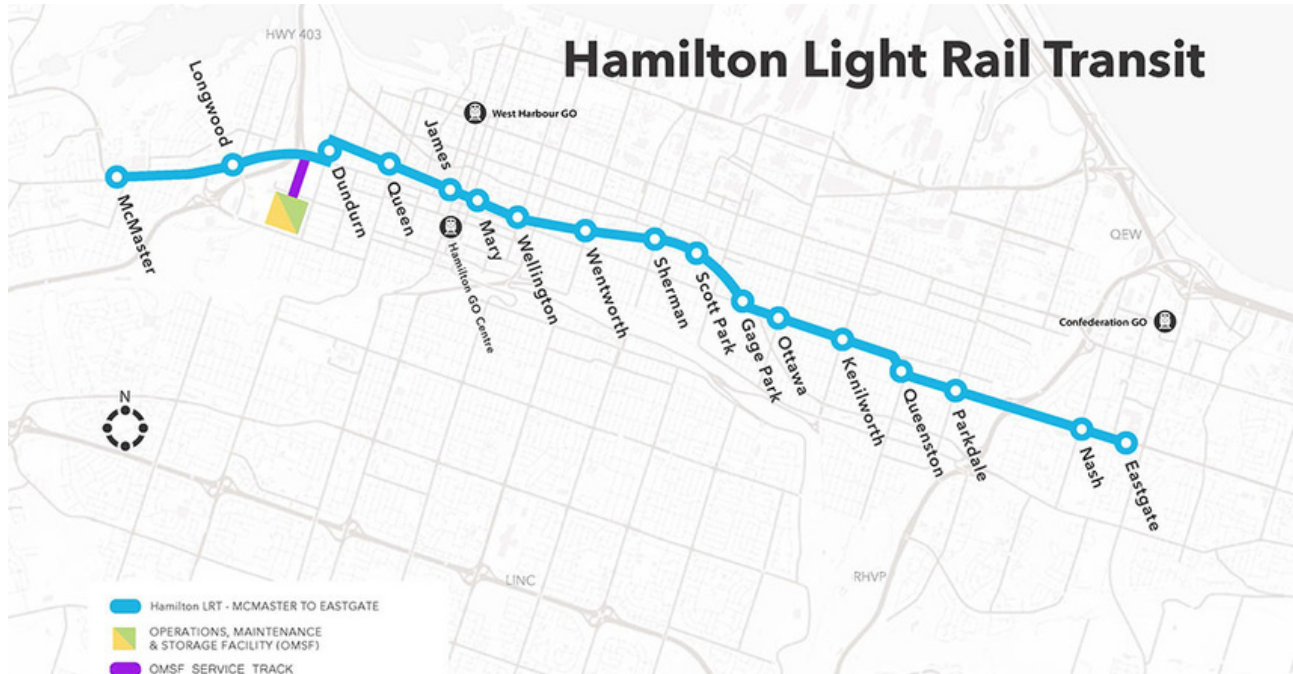 Hamilton Light Rail Transit
HWY 403
West Harbour GO
McMaster
Longwood
Dundurn
Queen
James
Hamilton GO Centre
Mary
Wellington
Wentworth
Sherman
Scott Park
Gage Park
Ottawa
Kenilworth
Queenston
Parkdale
Nash
Eastgate
QEW
Confederation GO
N
LINC
RHVP
Hamilton LRT - MCMASTER TO EASTGATE
OPERATIONS, MAINTENANCE
& STORAGE FACILITY (OMSF)
OMSF SERVICE TRACK